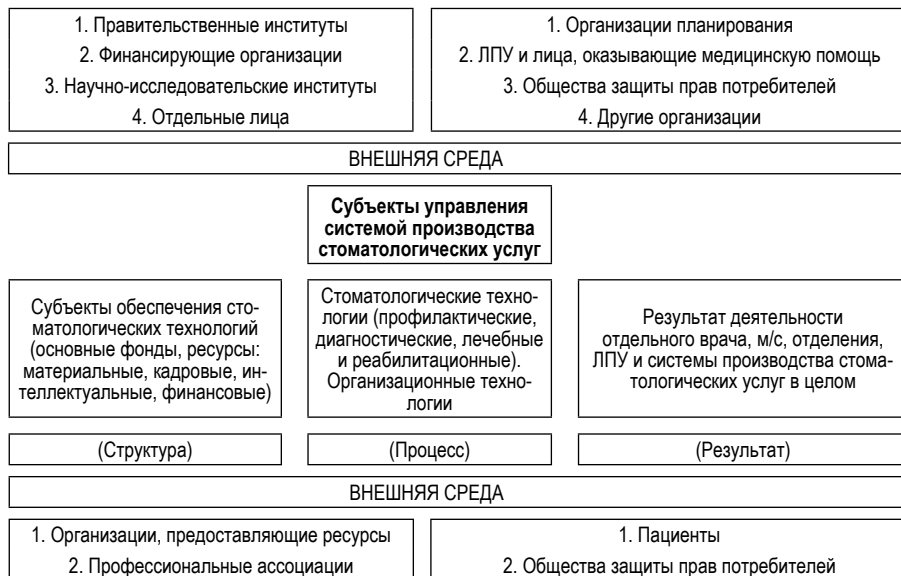 1. Правительственные институты
2. Финансирующие организации
3. Научно-исследовательские институты
4. Отдельные лица
1. Организации планирования
2. ЛПУ и лица, оказывающие медицинскую помощь
3. Общества защиты прав потребителей
4. Другие организации
ВНЕШНЯЯ СРЕДА
Субъекты управления
системой производства
стоматологических услуг
Субъекты обеспечения сто-
матологических технологий
(основные фонды, ресурсы:
материальные, кадровые, ин-
теллектуальные, финансовые)
Стоматологические техно-
логии (профилактические,
диагностические, лечебные
и реабилитационные).
Организационные техно-
логии
Результат деятельности
отдельного врача, м/с, отделения,
ЛПУ и системы производства стома-
тологических услуг в целом
(Структура)
(Процесс)
(Результат)
ВНЕШНЯЯ СРЕДА
1. Организации, предоставляющие ресурсы
2. Профессиональные ассоциации
1. Пациенты
2. Общества защиты прав потребителей